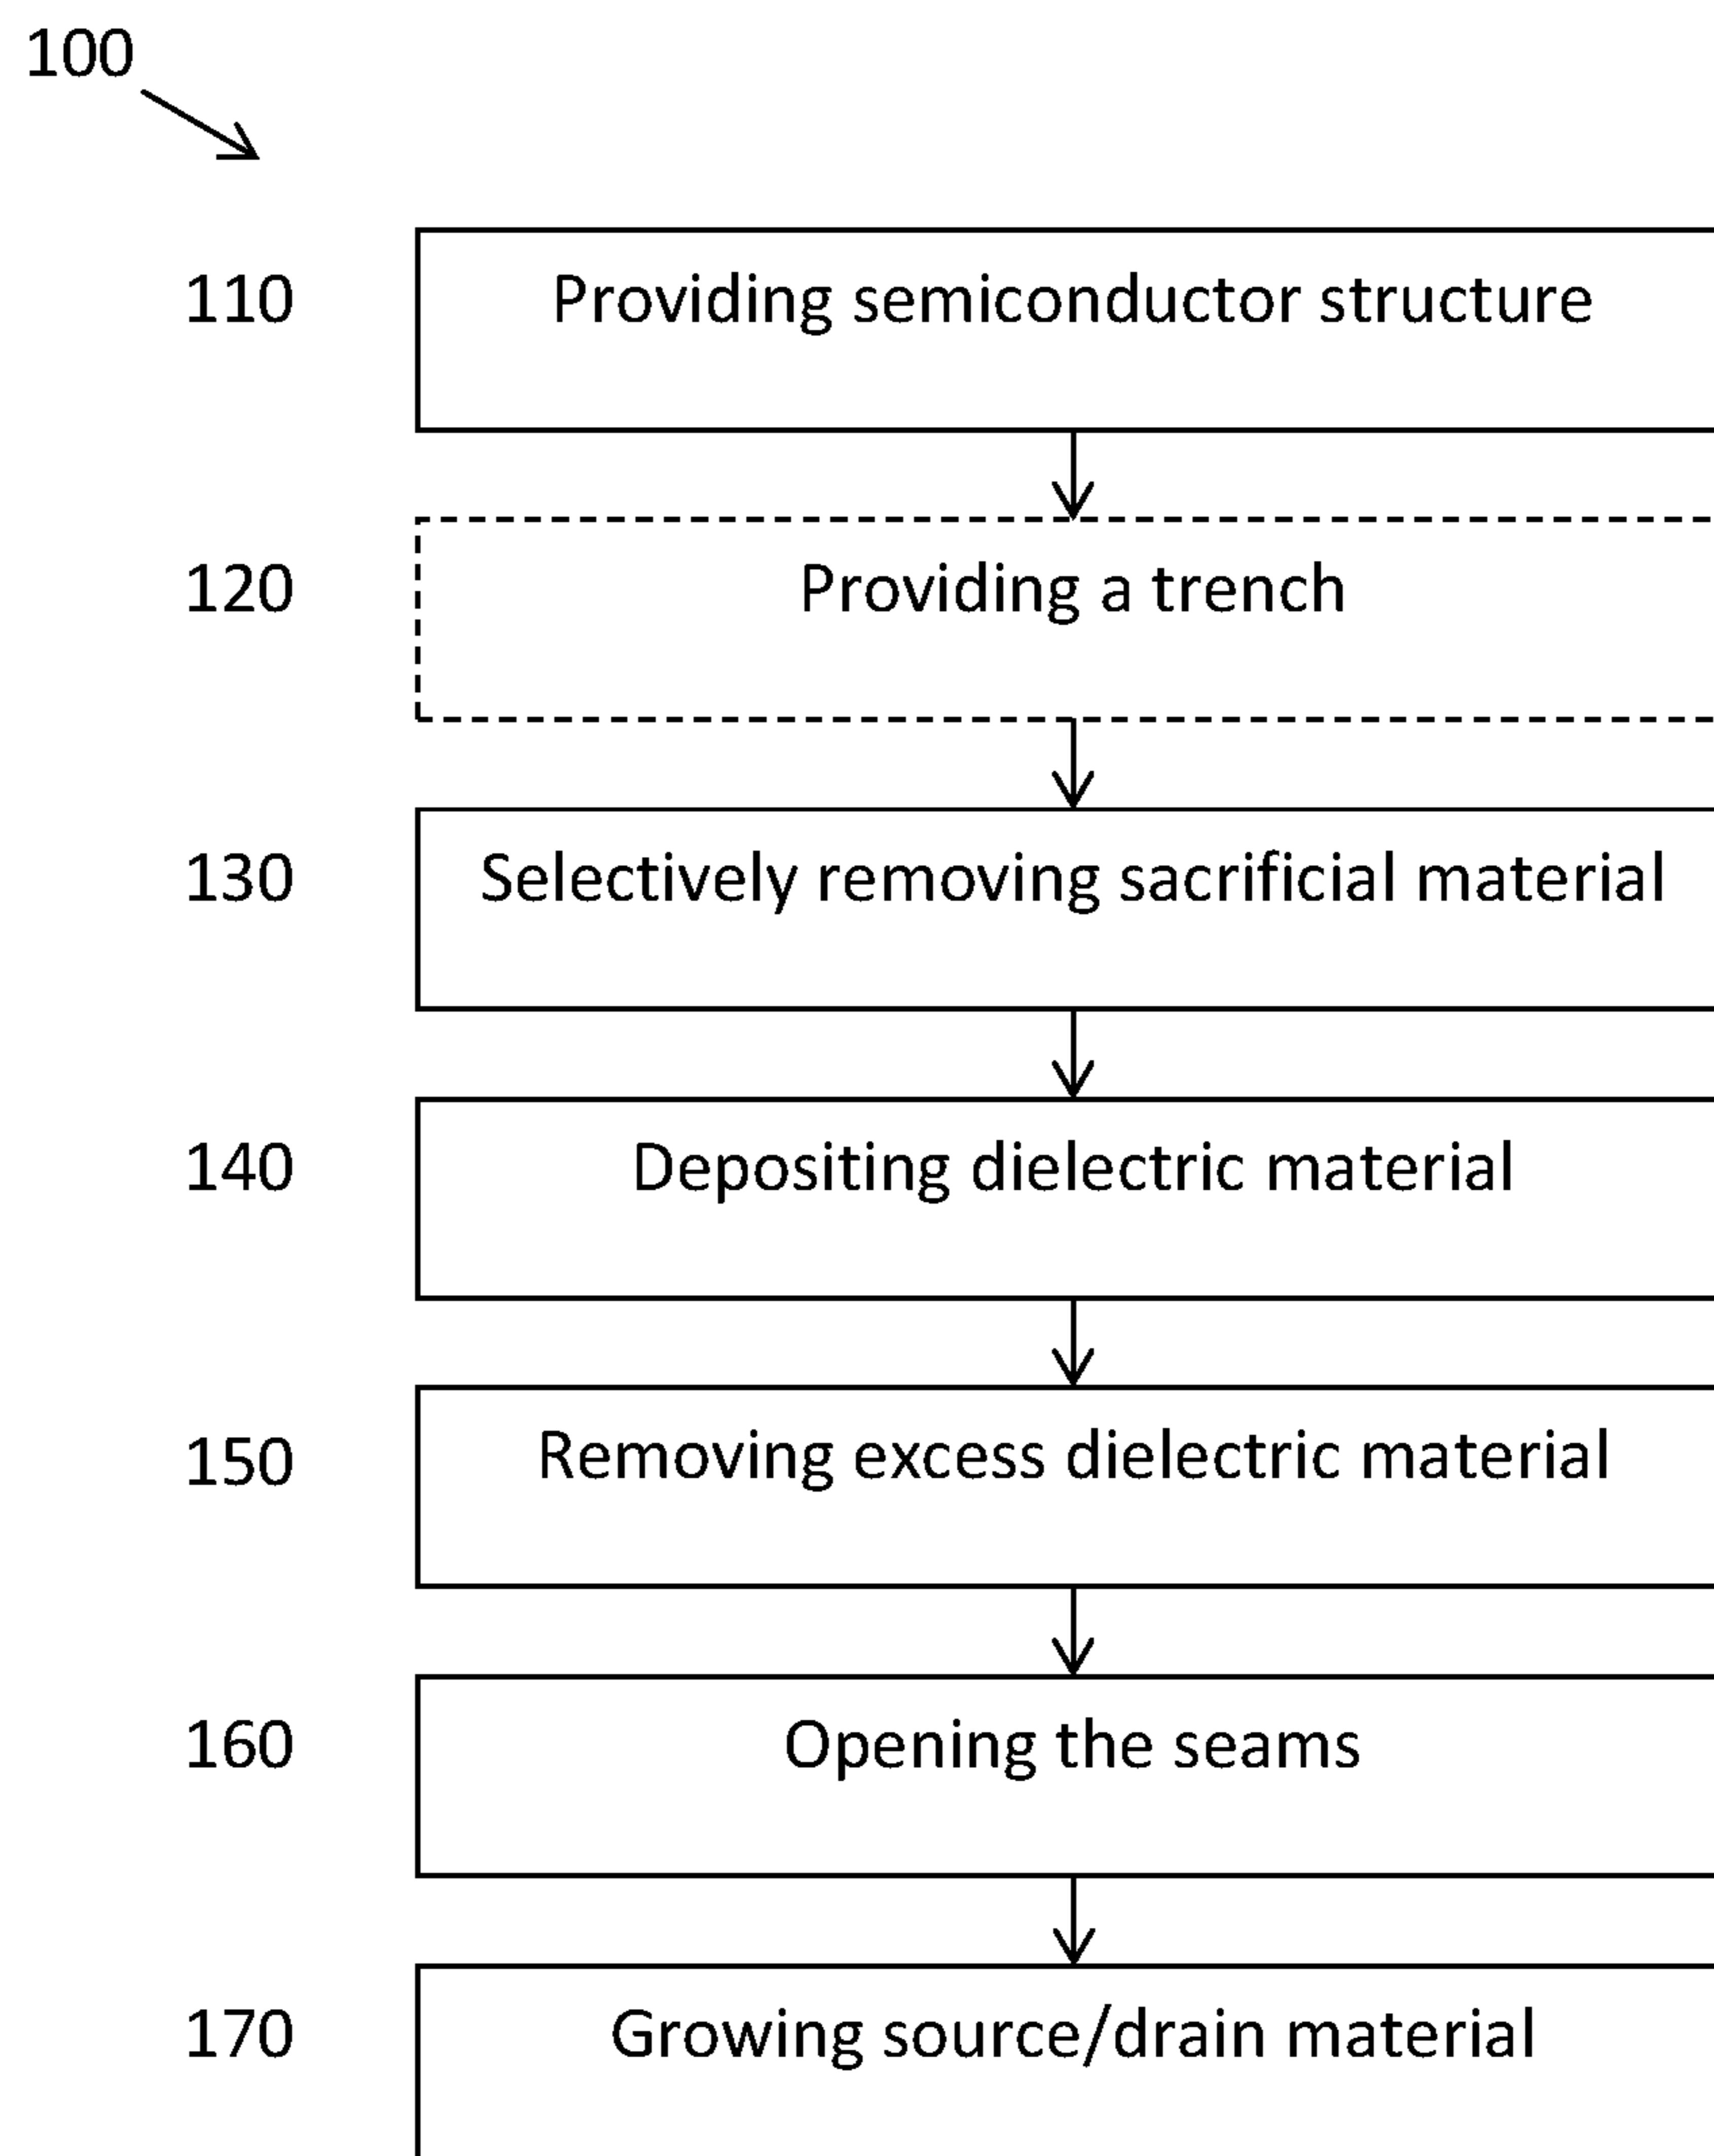 100
110 Providing semiconductor structure
120 Providing a trench
130 Selectively removing sacrificial material
140 Depositing dielectric material
150 Removing excess dielectric material
160 Opening the seams
170 Growing source/drain material